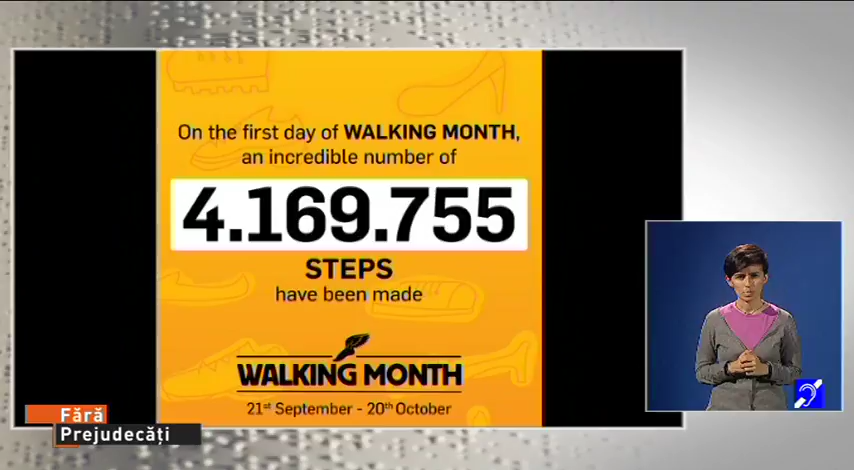 On the first day of WALKING MONTH,
an incredible number of
4.169.755
STEPS
have been made
WALKING MONTH
21st September - 20th October
Fără
Prejudecăți